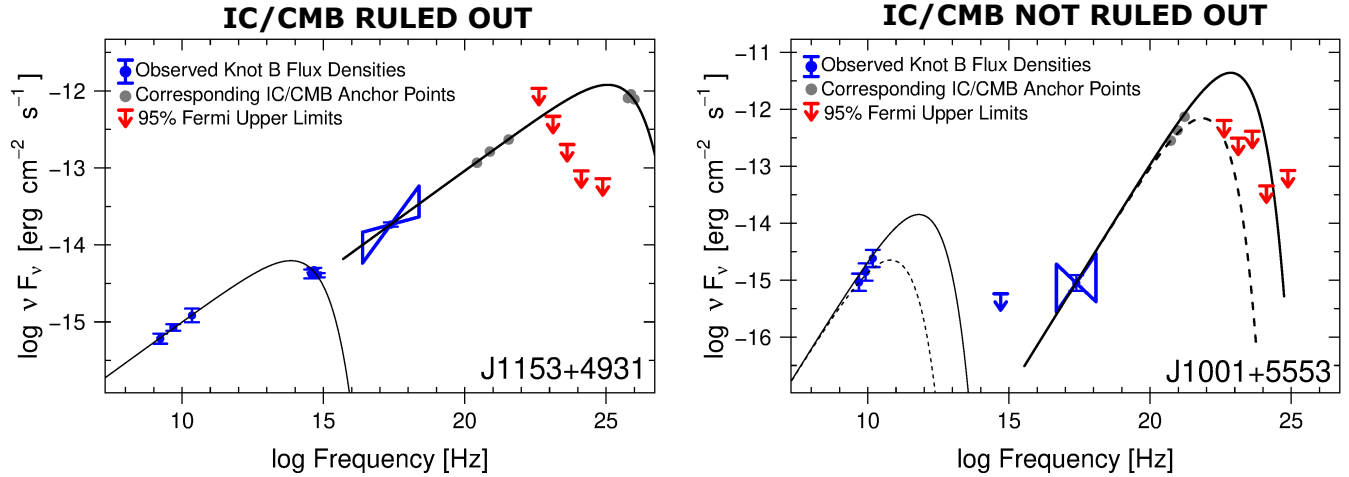 IC/CMB RULED OUT
−12
−13
−14
−15
log ν Fν [erg cm−2 s−1]
Observed Knot B Flux Densities
Corresponding IC/CMB Anchor Points
95% Fermi Upper Limits
J1153+4931
10 15 20 25
log Frequency [Hz]
IC/CMB NOT RULED OUT
−11
−12
−13
−14
−15
−16
log ν Fν [erg cm−2 s−1]
Observed Knot B Flux Densities
Corresponding IC/CMB Anchor Points
95% Fermi Upper Limits
J1001+5553
10 15 20 25
log Frequency [Hz]